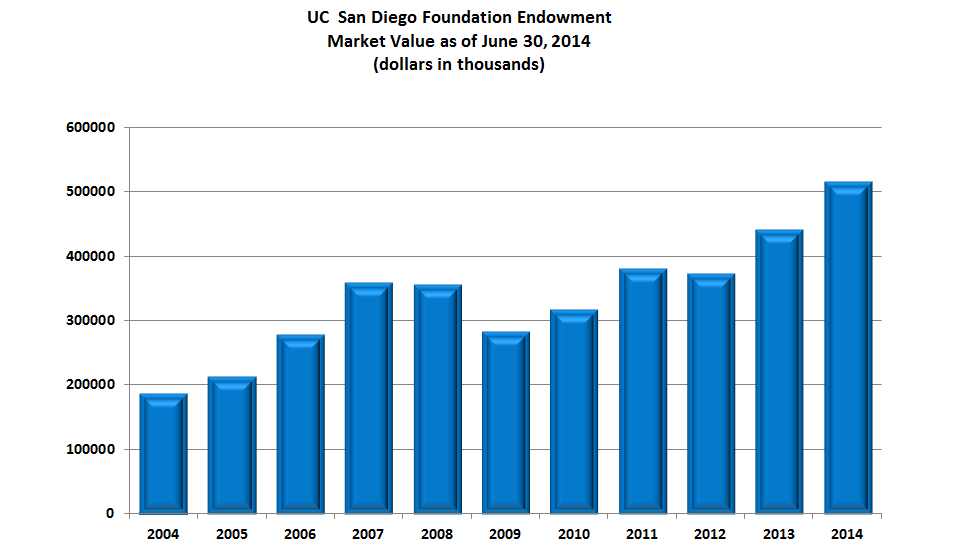 UC San Diego Foundation Endowment
Market Value as of June 30, 2014
(dollars in thousands)
600000
500000
400000
300000
200000
100000
0
2004 2005 2006 2007 2008 2009 2010 2011 2012 2013 2014